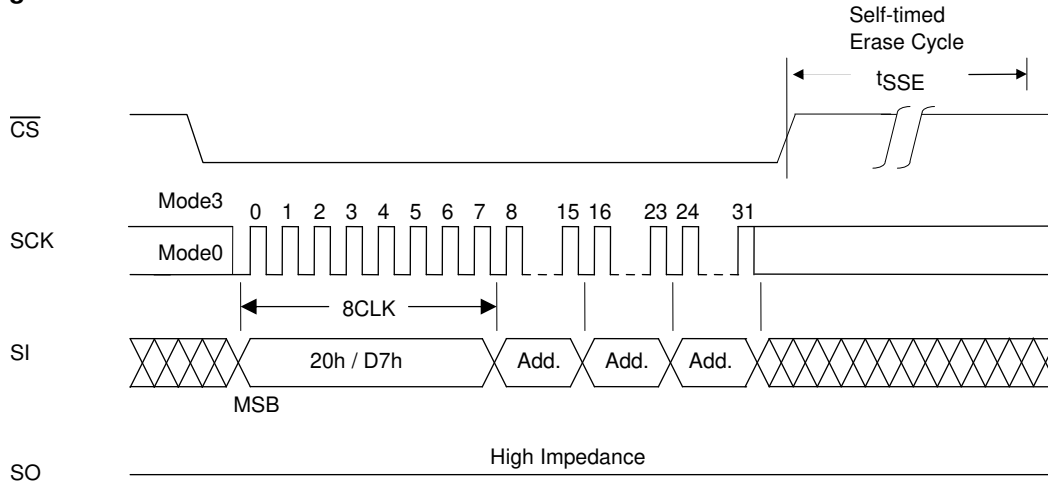 Self-timed
Erase Cycle
tSSE
CS
Mode3
0 1 2 3 4 5 6 7 8 15 16 23 24 31
SCK
Mode0
8CLK
SI
20h / D7h Add. Add. Add.
MSB
High Impedance
SO